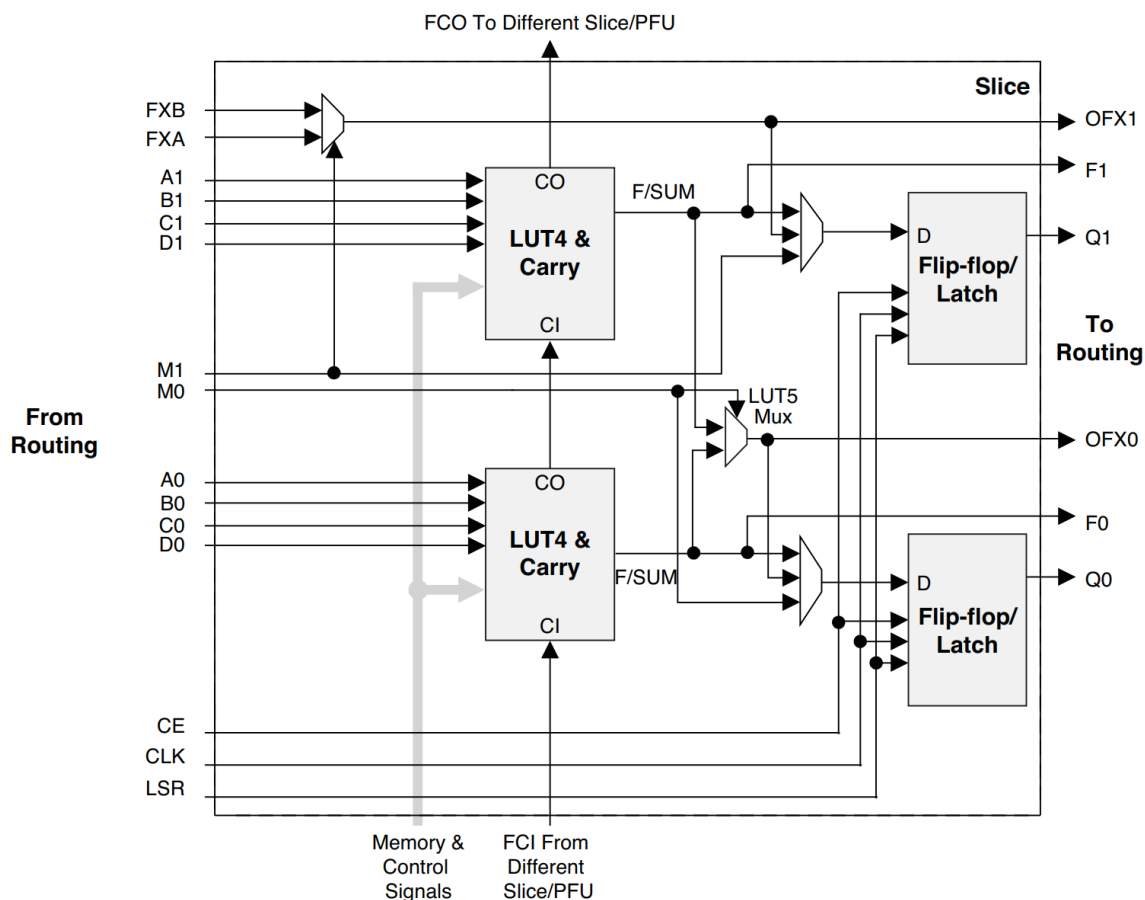 FCO To Different Slice/PFU
Slice
FXB
OFX1
FXA
F1
A1
CO
F/SUM
B1
C1
LUT4 &
D1
Carry
D
Q1
Flip-flop/
Latch
CI
To
Routing
M1
M0
LUT5
Mux
From
Routing
OFX0
A0
CO
B0
C0
LUT4 &
D0
Carry
F0
F/SUM
D
Q0
Flip-flop/
Latch
CI
CE
CLK
LSR
Memory &
Control
Signals
FCI From
Different
Slice/PFU